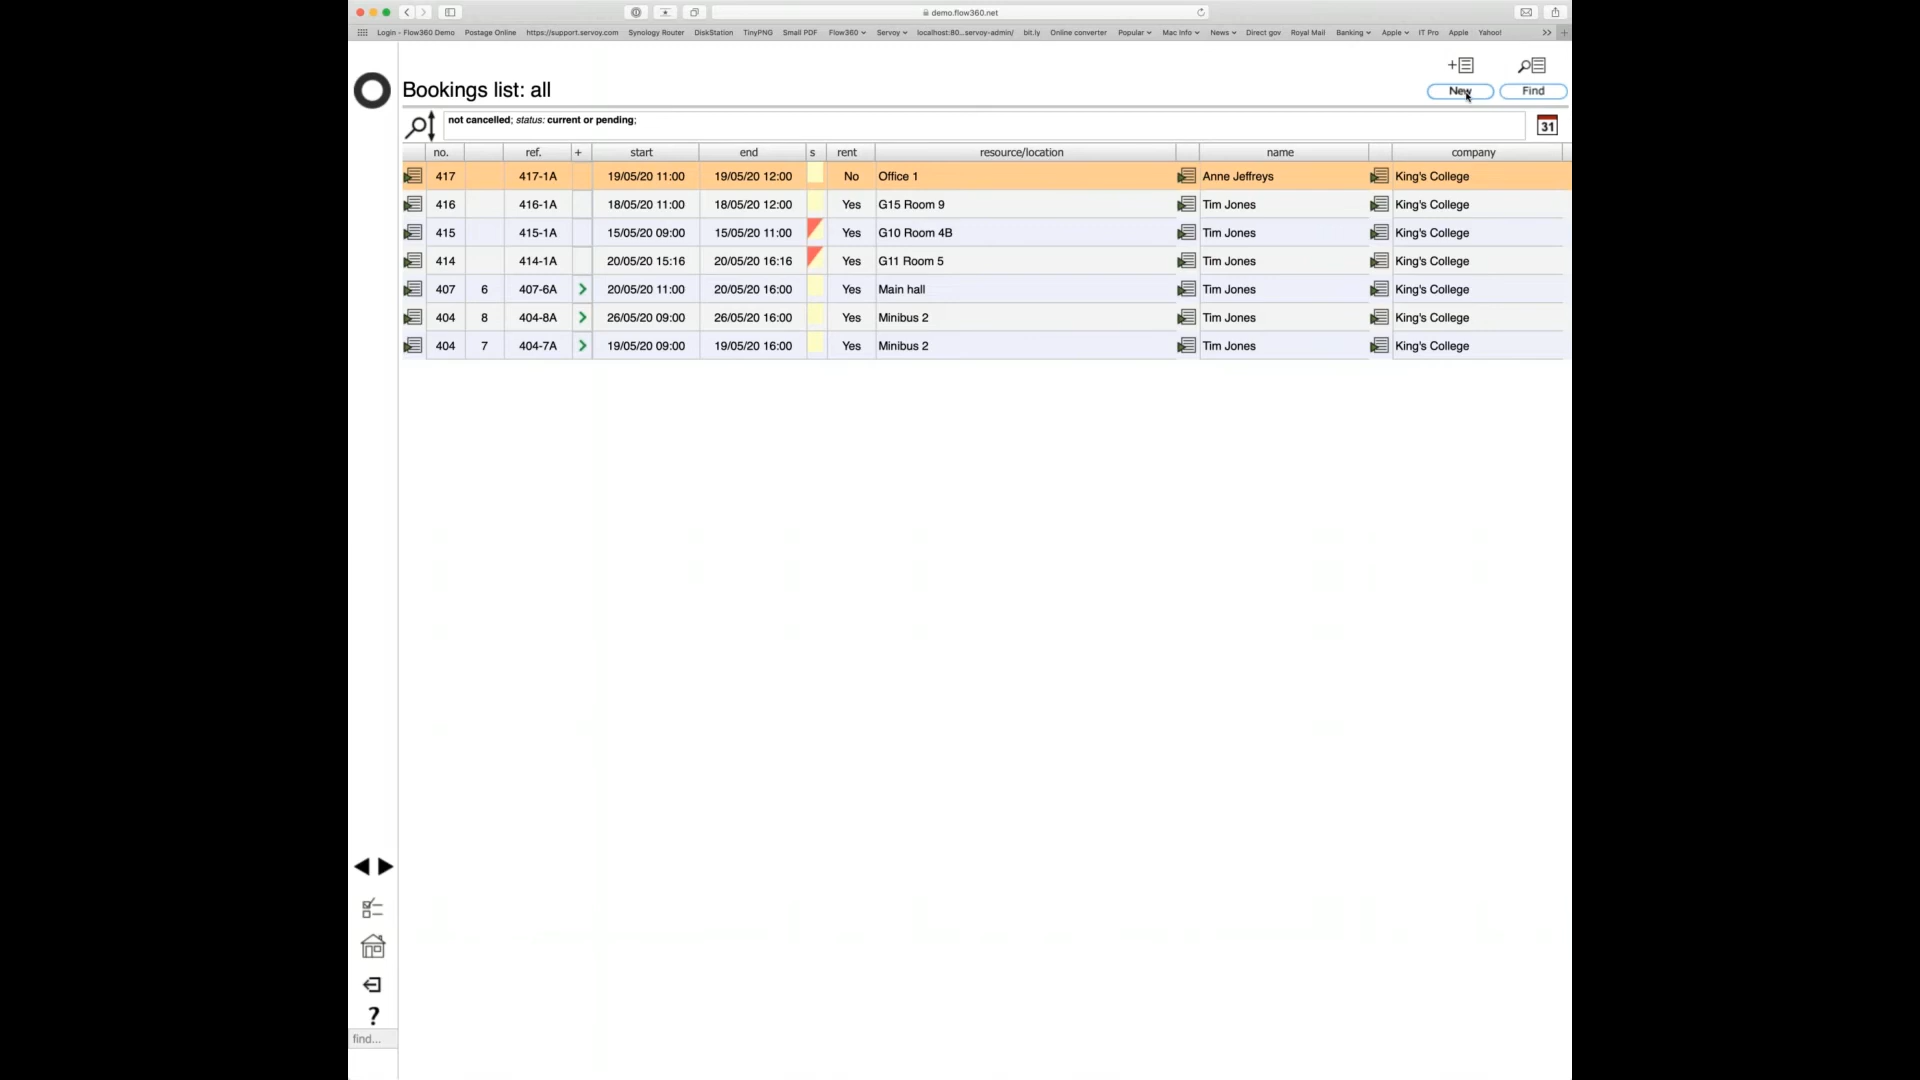 demo.flow360.net
Login - Flow360 Demo Postage Online https://support.servoy.com Synology Router DiskStation TinyPNG Small PDF Flow360 Servoy localhost:80...servoy-admin/ bit.ly Online converter Popular Mac Info News Direct gov Royal Mail Banking Apple IT Pro Apple Yahoo!
Bookings list: all
New Find
not cancelled; status: current or pending;
31
no. ref. + start end s rent resource/location name company
417 417-1A 19/05/20 11:00 19/05/20 12:00 No Office 1 Anne Jeffreys King's College
416 416-1A 18/05/20 11:00 18/05/20 12:00 Yes G15 Room 9 Tim Jones King's College
415 415-1A 15/05/20 09:00 15/05/20 11:00 Yes G10 Room 4B Tim Jones King's College
414 414-1A 20/05/20 15:16 20/05/20 16:16 Yes G11 Room 5 Tim Jones King's College
407 6 407-6A 20/05/20 11:00 20/05/20 16:00 Yes Main hall Tim Jones King's College
404 8 404-8A 26/05/20 09:00 26/05/20 16:00 Yes Minibus 2 Tim Jones King's College
404 7 404-7A 19/05/20 09:00 19/05/20 16:00 Yes Minibus 2 Tim Jones King's College
?
find...